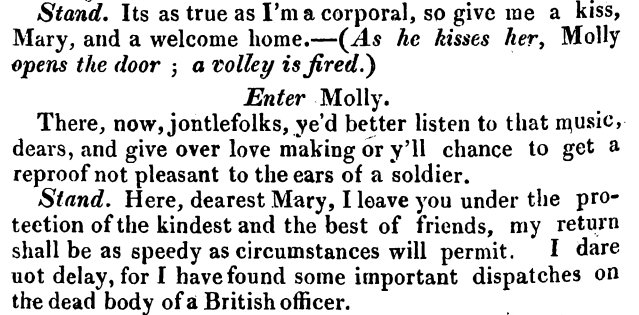 Stand. Its as true as I'm a corporal, so give me a kiss,
Mary, and a welcome home.—(As he kisses her, Molly
opens the door ; a volley is fired.)
Enter Molly.
There, now, jontlefolks, ye'd better listen to that music,
dears, and give over love making or y'll chance to get a
reproof not pleasant to the ears of a soldier.
Stand. Here, dearest Mary, I leave you under the pro-
tection of the kindest and the best of friends, my return
shall be as speedy as circumstances will permit. I dare
not delay, for I have found some important dispatches on
the dead body of a British officer.